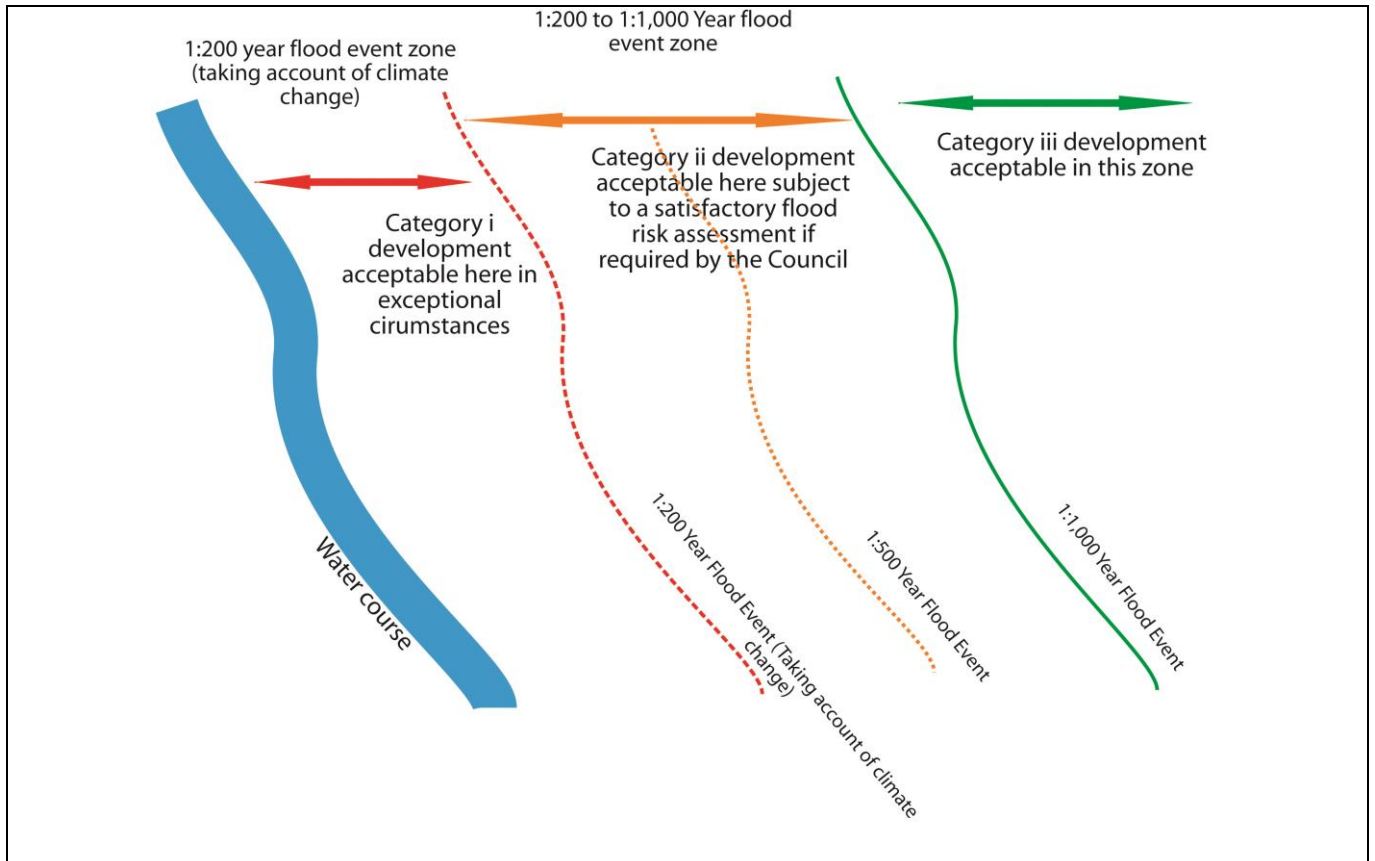 1:200 year flood event zone
(taking account of climate
change)
1:200 to 1:1,000 Year flood
event zone
Category i
development
acceptable here in
exceptional
cirumstances
Category ii development
acceptable here subject
to a satisfactory flood
risk assessment if
required by the Council
Category iii development
acceptable in this zone
Water course
1:200 Year Flood Event (Taking account of climate
change)
1:500 Year Flood Event
1:1,000 Year Flood Event